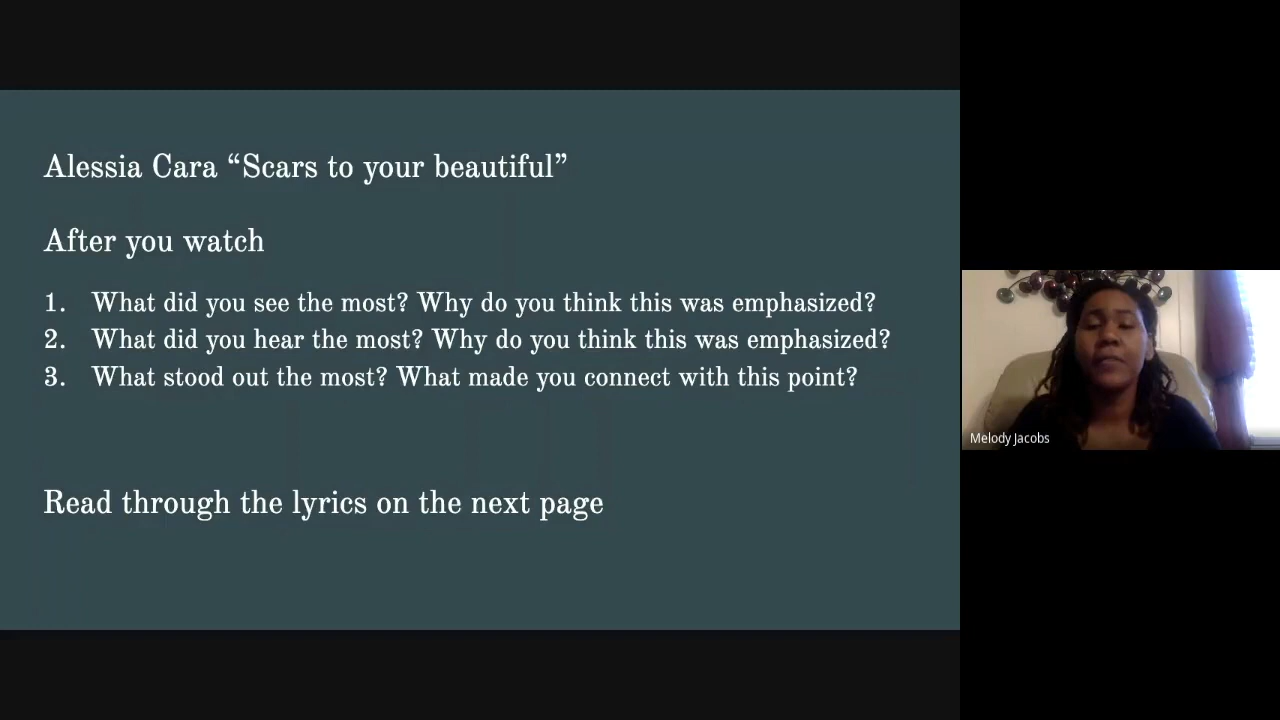 Alessia Cara “Scars to your beautiful”
After you watch
1. What did you see the most? Why do you think this was emphasized?
2. What did you hear the most? Why do you think this was emphasized?
3. What stood out the most? What made you connect with this point?
Read through the lyrics on the next page
Melody Jacobs